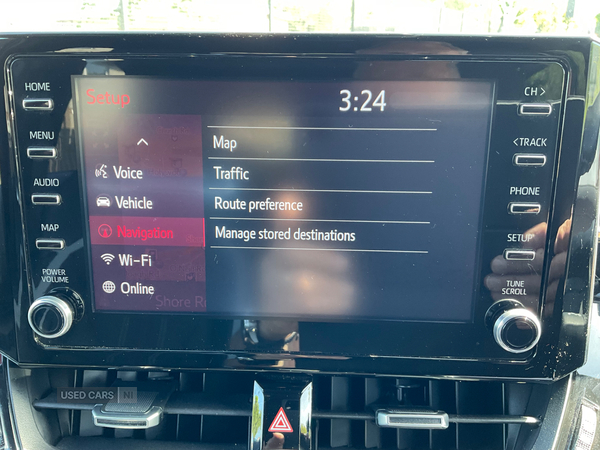 HOME
MENU
AUDIO
MAP
POWER
VOLUME
Setup
3:24
Voice
Vehicle
Navigation
Wi-Fi
Online
Map
Traffic
Route preference
Manage stored destinations
CH >
< TRACK
PHONE
SETUP
TUNE
SCROLL
USED CARS NI